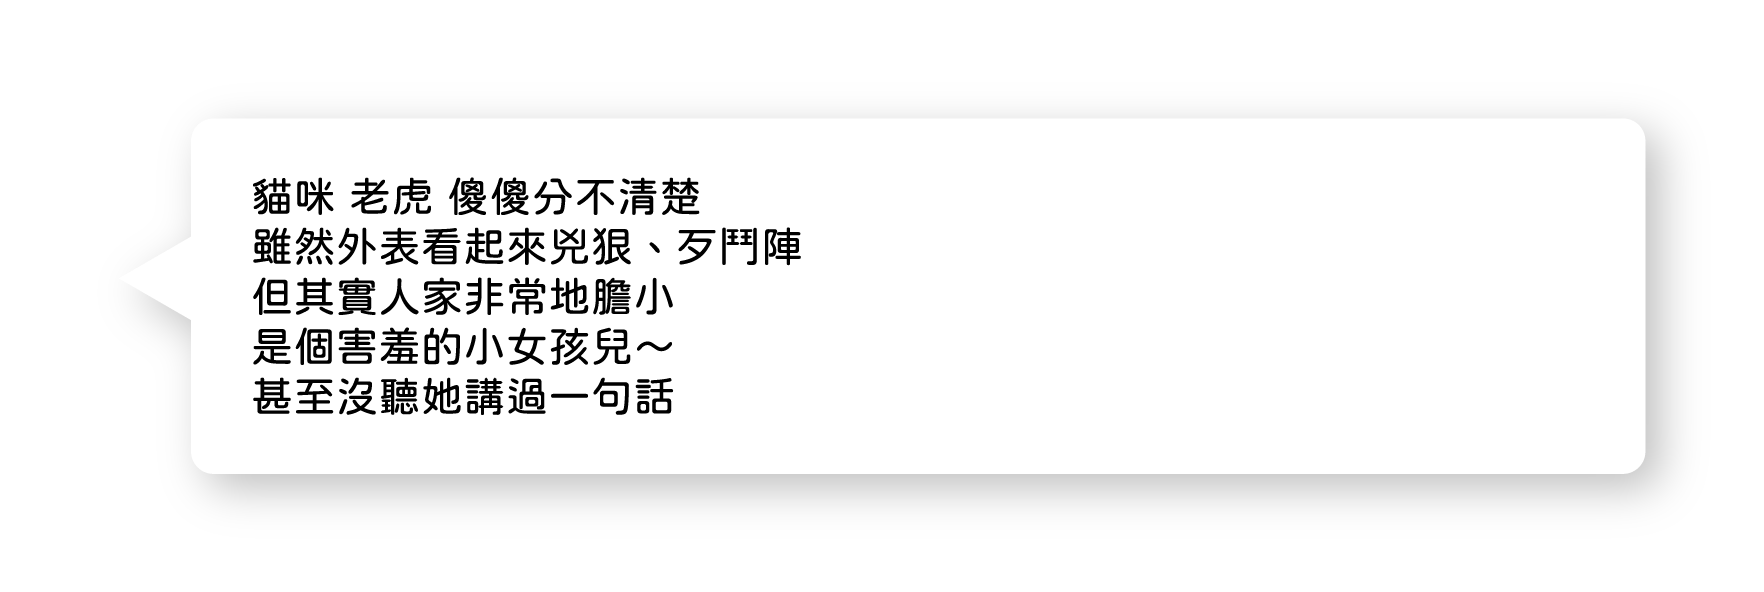 貓咪 老虎 傻傻分不清楚
雖然外表看起來兇狠、歹鬥陣
但其實人家非常地膽小
是個害羞的小女孩兒～
甚至沒聽她講過一句話